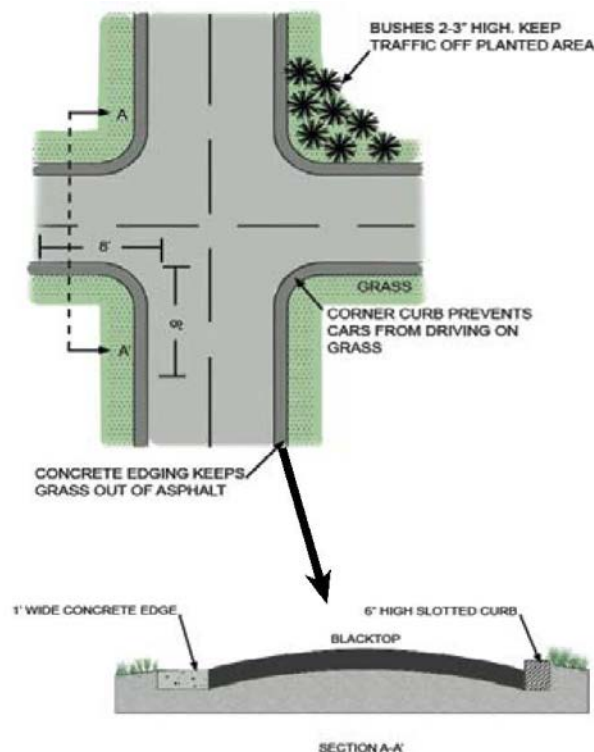 BUSHES 2-3" HIGH. KEEP
TRAFFIC OFF PLANTED AREA
A
8'
8'
GRASS
A'
CORNER CURB PREVENTS
CARS FROM DRIVING ON
GRASS
CONCRETE EDGING KEEPS
GRASS OUT OF ASPHALT
1' WIDE CONCRETE EDGE
6" HIGH SLOTTED CURB
BLACKTOP
SECTION A-A'